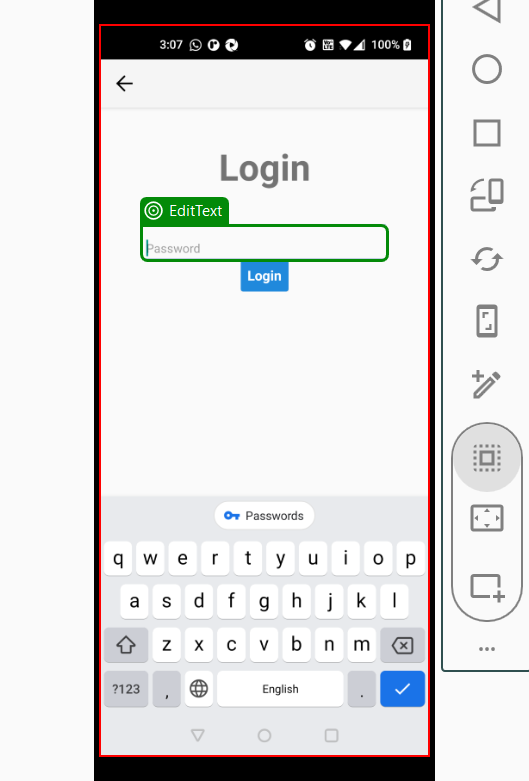 3:07 100%
Login
EditText
Password
Login
Passwords
q w e r t y u i o p
a s d f g h j k l
z x c v b n m
?123 , English .